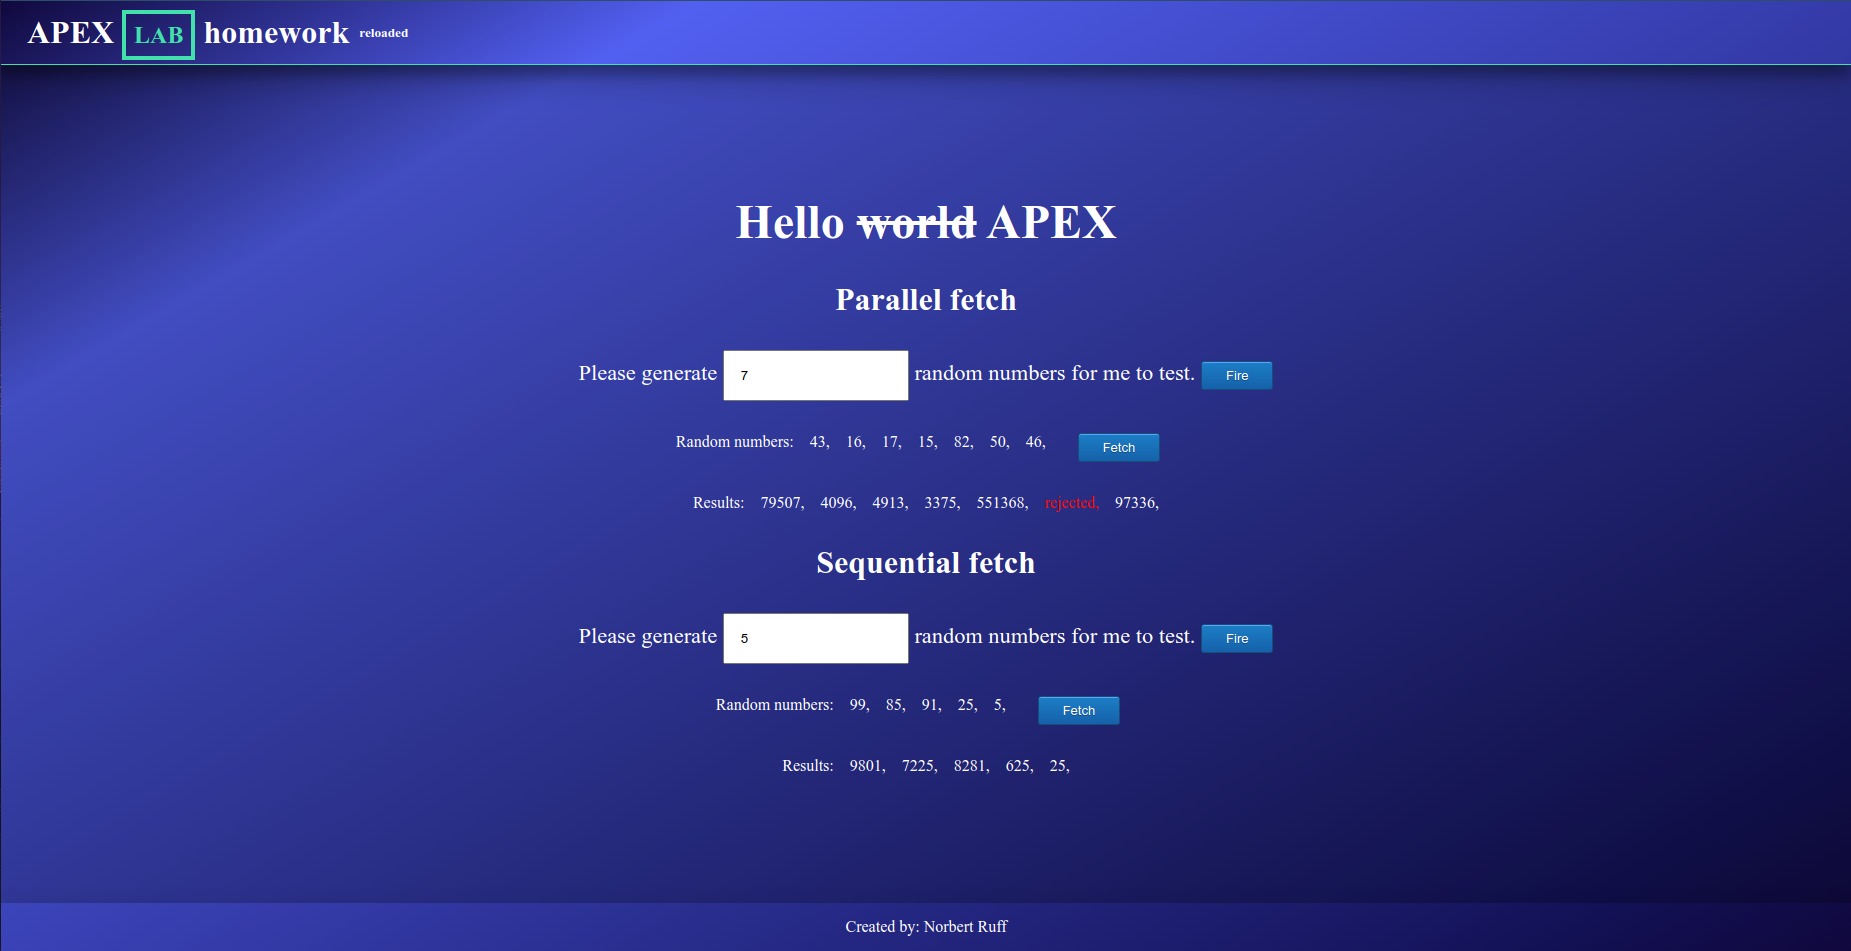 APEX LAB homework reloaded
Hello world APEX
Parallel fetch
Please generate 7 random numbers for me to test. Fire
Random numbers: 43, 16, 17, 15, 82, 50, 46, Fetch
Results: 79507, 4096, 4913, 3375, 551368, rejected, 97336,
Sequential fetch
Please generate 5 random numbers for me to test. Fire
Random numbers: 99, 85, 91, 25, 5, Fetch
Results: 9801, 7225, 8281, 625, 25,
Created by: Norbert Ruff